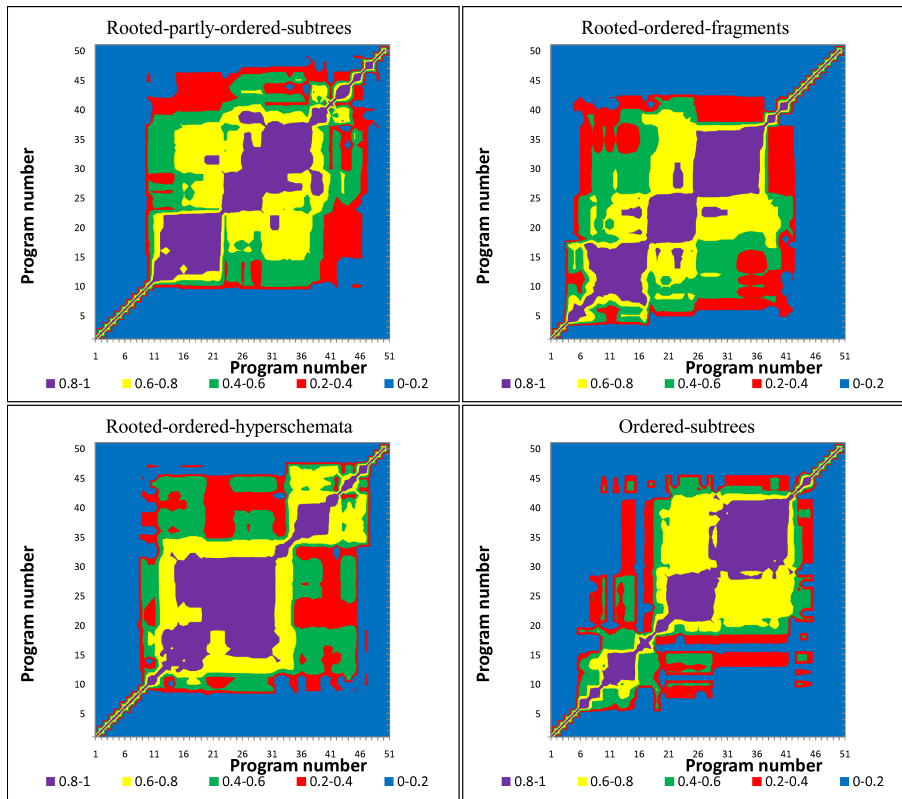 Rooted-partly-ordered-subtrees
Program number
50
45
40
35
30
25
20
15
10
5
1 6 11 16 21 26 31 36 41 46 51
Program number
0.8-1 0.6-0.8 0.4-0.6 0.2-0.4 0-0.2
Rooted-ordered-fragments
Program number
50
45
40
35
30
25
20
15
10
5
1 6 11 16 21 26 31 36 41 46 51
Program number
0.8-1 0.6-0.8 0.4-0.6 0.2-0.4 0-0.2
Rooted-ordered-hyperschemata
Program number
50
45
40
35
30
25
20
15
10
5
1 6 11 16 21 26 31 36 41 46 51
Program number
0.8-1 0.6-0.8 0.4-0.6 0.2-0.4 0-0.2
Ordered-subtrees
Program number
50
45
40
35
30
25
20
15
10
5
1 6 11 16 21 26 31 36 41 46 51
Program number
0.8-1 0.6-0.8 0.4-0.6 0.2-0.4 0-0.2